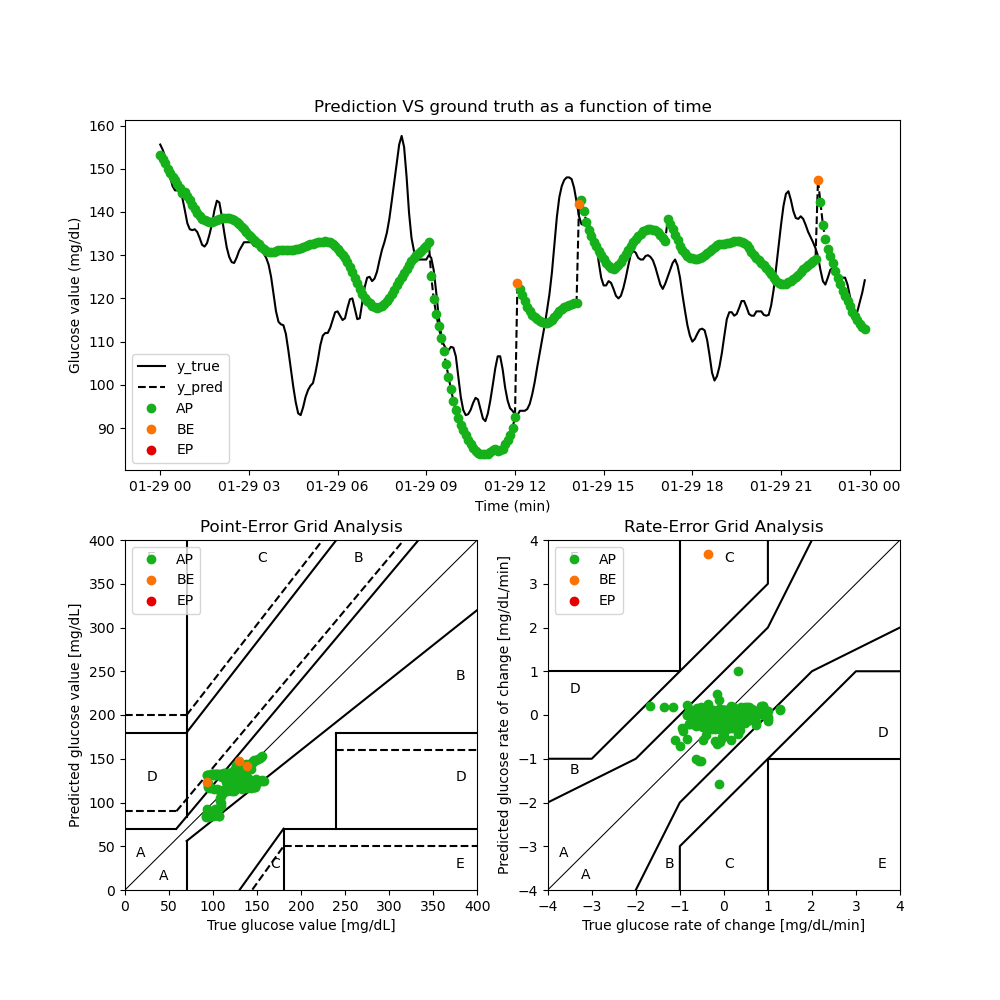 Prediction VS ground truth as a function of time
Glucose value (mg/dL)
160
150
140
130
120
110
100
90
y_true
y_pred
AP
BE
EP
01-29 00 01-29 03 01-29 06 01-29 09 01-29 12 01-29 15 01-29 18 01-29 21 01-30 00
Time (min)
Point-Error Grid Analysis
Predicted glucose value [mg/dL]
400
350
300
250
200
150
100
50
0
AP
BE
EP
C
B
B
D
D
A
A
C
E
0 50 100 150 200 250 300 350 400
True glucose value [mg/dL]
Rate-Error Grid Analysis
Predicted glucose rate of change [mg/dL/min]
4
3
2
1
0
−1
−2
−3
−4
AP
BE
EP
C
D
D
B
A
A
B
C
E
−4 −3 −2 −1 0 1 2 3 4
True glucose rate of change [mg/dL/min]